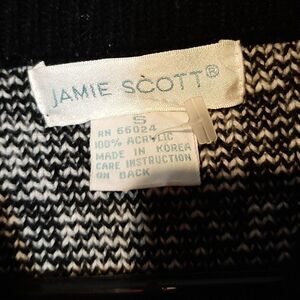 JAMIE SCOTT®
S
RN 66024
100% ACRYLIC
MADE IN KOREA
CARE INSTRUCTION
ON BACK